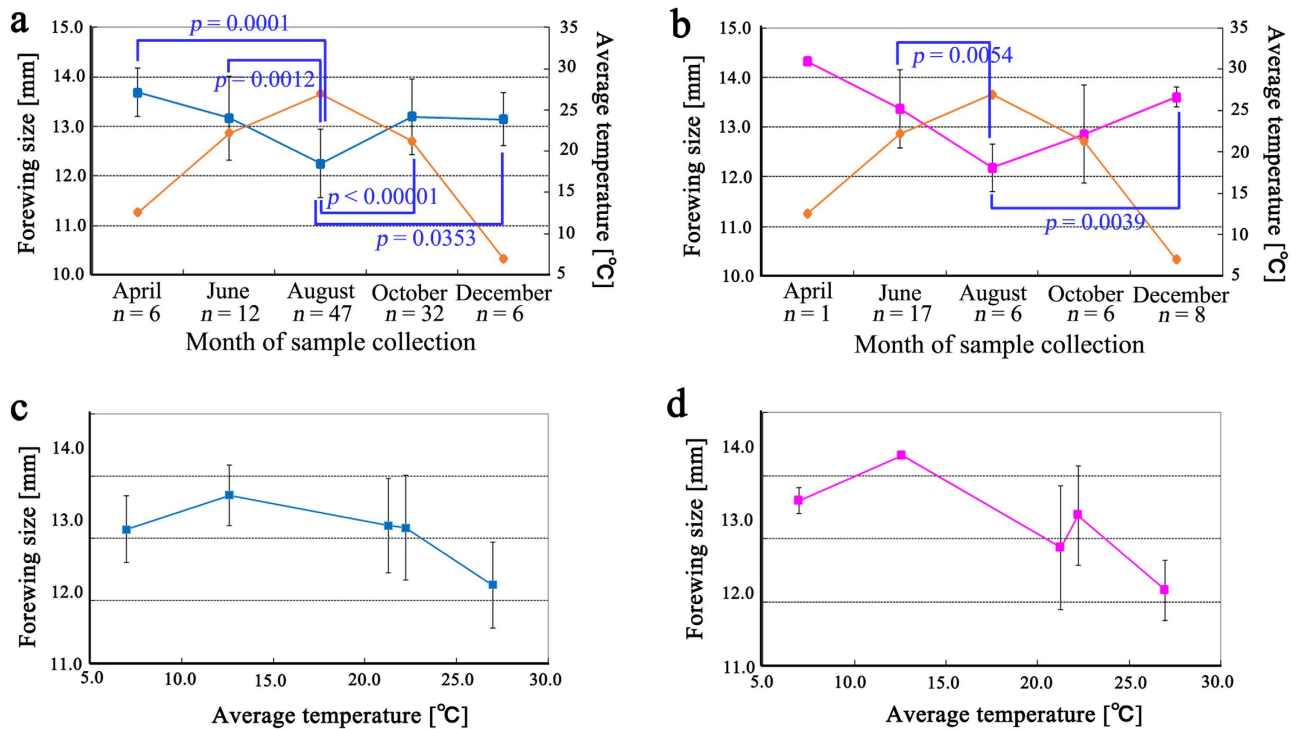 a
p = 0.0001
p = 0.0012
p < 0.00001
p = 0.0353
Forewing size [mm]
15.0
14.0
13.0
12.0
11.0
10.0
35
30
25
20
15
10
5
Average temperature [℃]
April June August October December
n = 6 n = 12 n = 47 n = 32 n = 6
Month of sample collection
b
p = 0.0054
p = 0.0039
Forewing size [mm]
15.0
14.0
13.0
12.0
11.0
10.0
35
30
25
20
15
10
5
Average temperature [℃]
April June August October December
n = 1 n = 17 n = 6 n = 6 n = 8
Month of sample collection
c
Forewing size [mm]
14.0
13.0
12.0
11.0
5.0 10.0 15.0 20.0 25.0 30.0
Average temperature [℃]
d
Forewing size [mm]
14.0
13.0
12.0
11.0
5.0 10.0 15.0 20.0 25.0 30.0
Average temperature [℃]